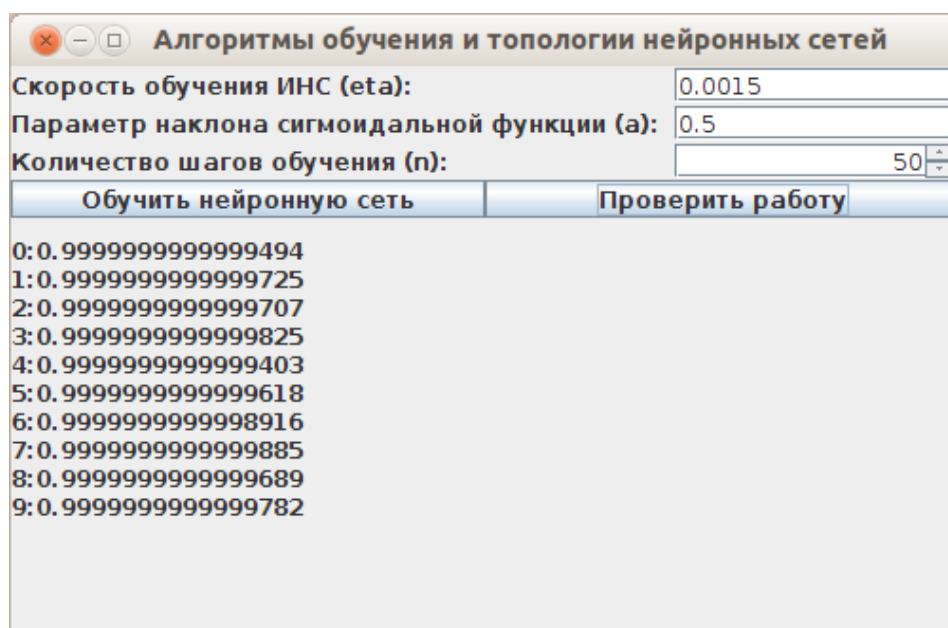 Алгоритмы обучения и топологии нейронных сетей
Скорость обучения ИНС (eta): 0.0015
Параметр наклона сигмоидальной функции (a): 0.5
Количество шагов обучения (n): 50
Обучить нейронную сеть Проверить работу
0:0.9999999999999494
1:0.9999999999999725
2:0.9999999999999707
3:0.9999999999999825
4:0.9999999999999403
5:0.9999999999999618
6:0.9999999999998916
7:0.9999999999999885
8:0.9999999999999689
9:0.9999999999999782